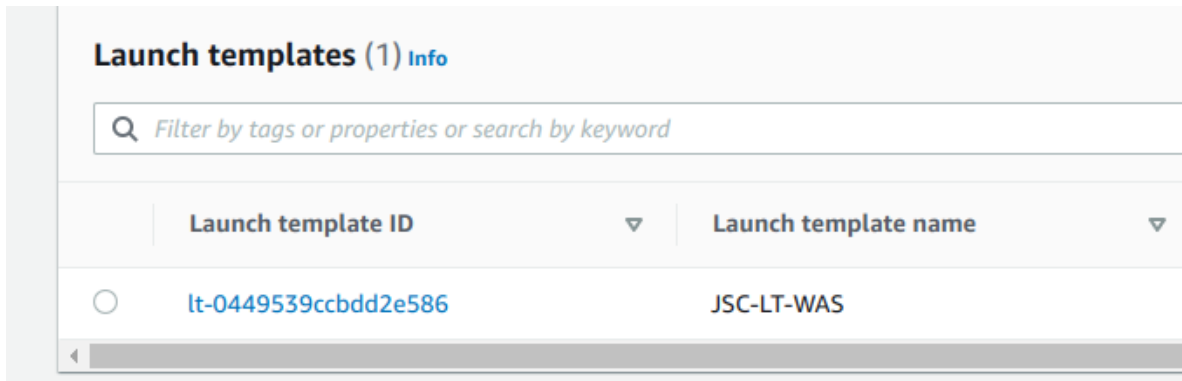 Launch templates (1) Info
Filter by tags or properties or search by keyword
Launch template ID Launch template name
lt-0449539ccbdd2e586 JSC-LT-WAS